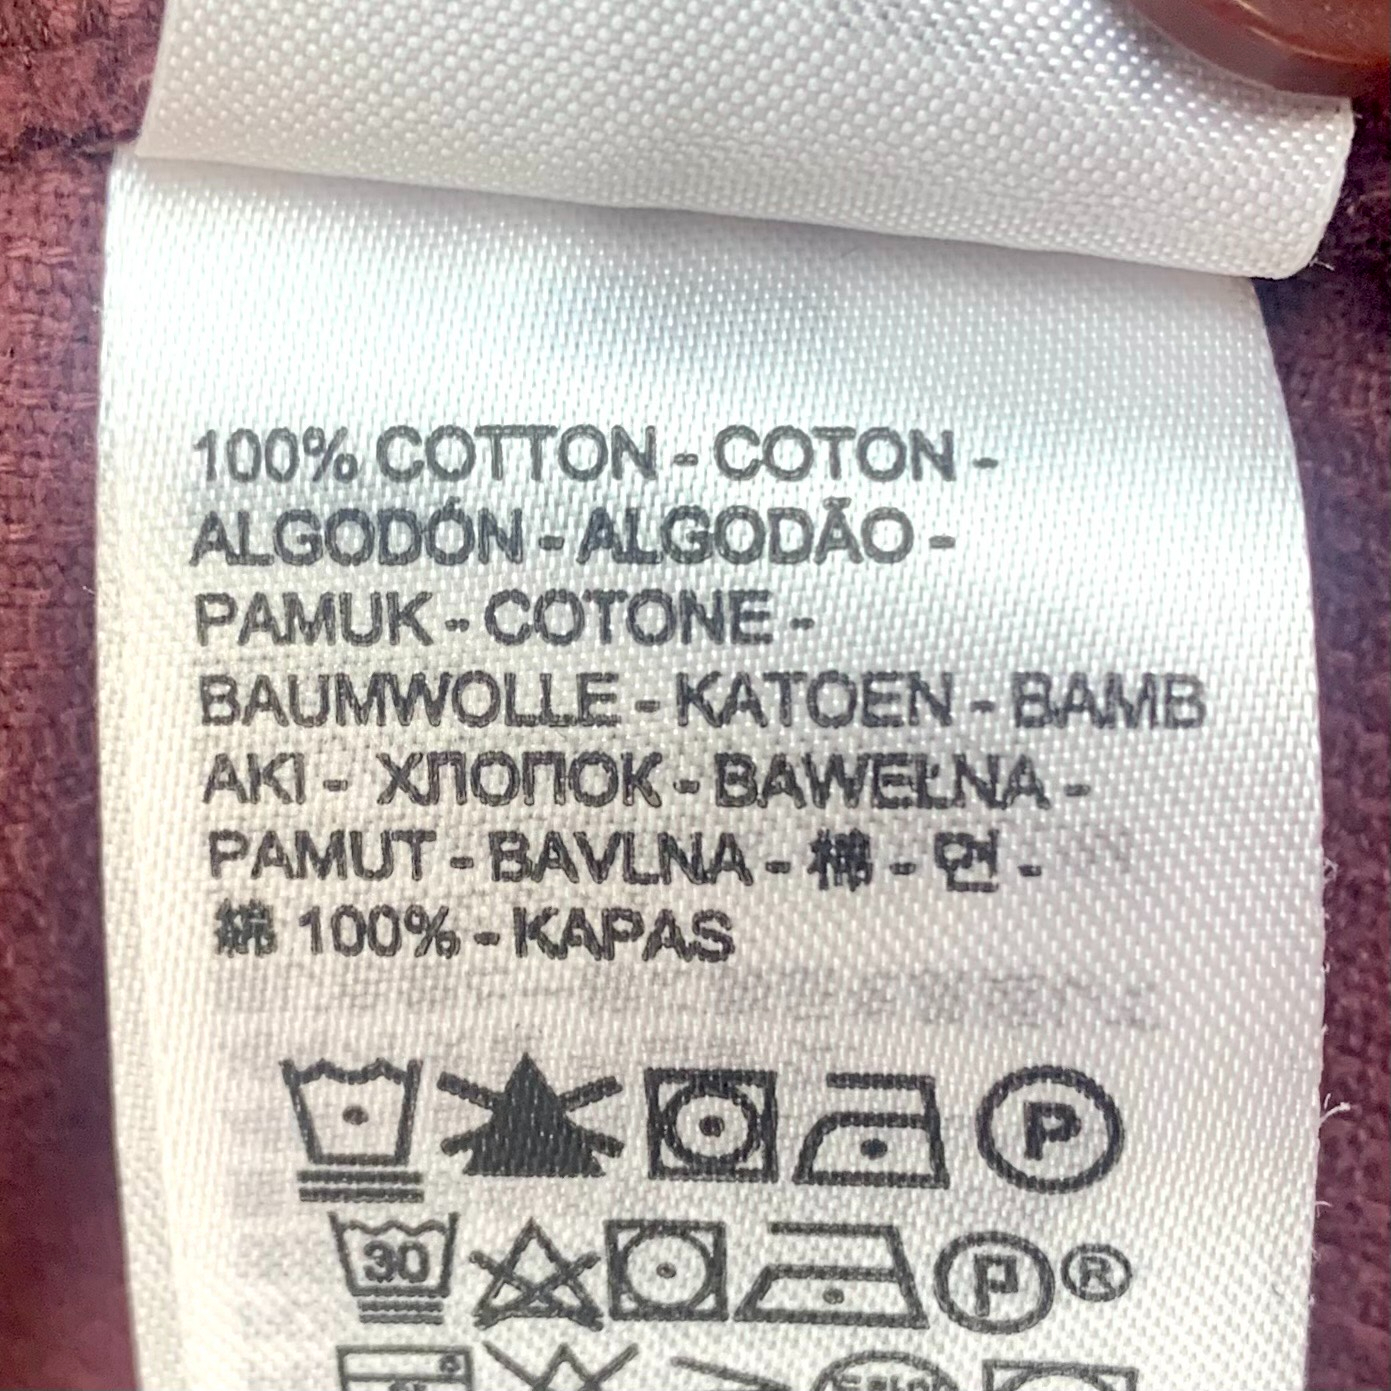 100% COTTON - COTON -
ALGODÓN - ALGODÃO -
PAMUK - COTONE -
BAUMWOLLE - KATOEN - BAMB
AKI - ХЛОПОК - BAWEŁNA -
PAMUT - BAVLNA - 棉 - 면 -
綿 100% - KAPAS
P
30 P ®